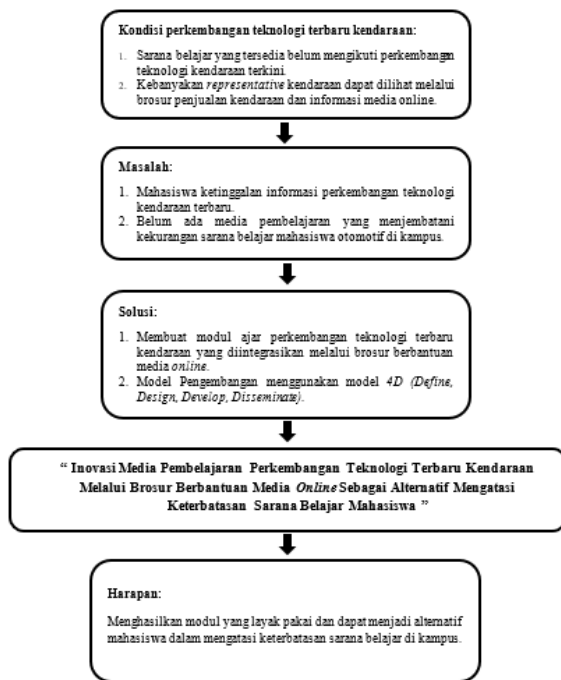 Kondisi perkembangan teknologi terbaru kendaraan:
1. Sarana belajar yang tersedia belum mengikuti perkembangan
teknologi kendaraan terkini.
2. Kebanyakan representative kendaraan dapat dilihat melalui
brosur penjualan kendaraan dan informasi media online.
Masalah:
1. Mahasiswa ketinggalan informasi perkembangan teknologi
kendaraan terbaru.
2. Belum ada media pembelajaran yang menjembatani
kekurangan sarana belajar mahasiswa otomotif di kampus.
Solusi:
1. Membuat modul ajar perkembangan teknologi terbaru
kendaraan yang diintegrasikan melalui brosur berbantuan
media online.
2. Model Pengembangan menggunakan model 4D (Define,
Design, Develop, Disseminate).
“ Inovasi Media Pembelajaran Perkembangan Teknologi Terbaru Kendaraan
Melalui Brosur Berbantuan Media Online Sebagai Alternatif Mengatasi
Keterbatasan Sarana Belajar Mahasiswa ”
Harapan:
Menghasilkan modul yang layak pakai dan dapat menjadi alternatif
mahasiswa dalam mengatasi keterbatasan sarana belajar di kampus.